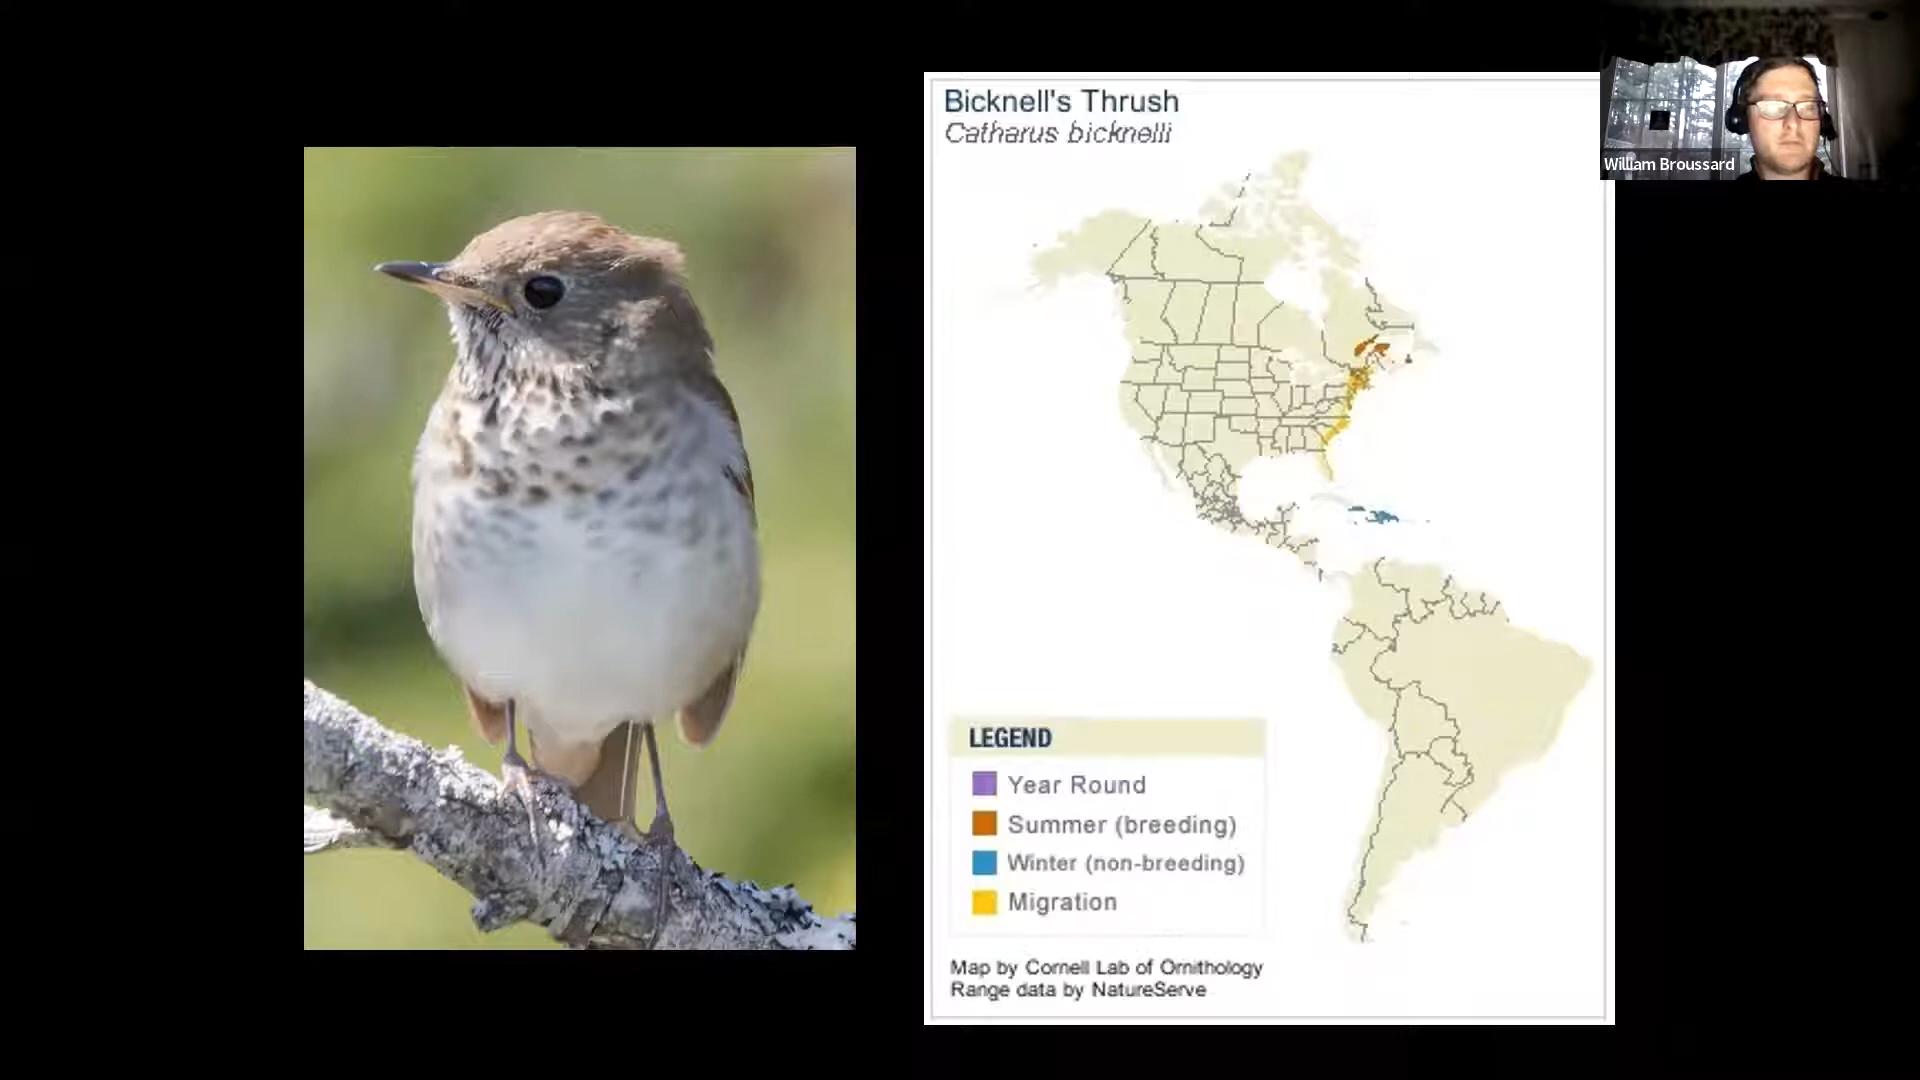 Bicknell's Thrush
Catharus bicknelli
William Broussard
LEGEND
Year Round
Summer (breeding)
Winter (non-breeding)
Migration
Map by Cornell Lab of Ornithology
Range data by NatureServe